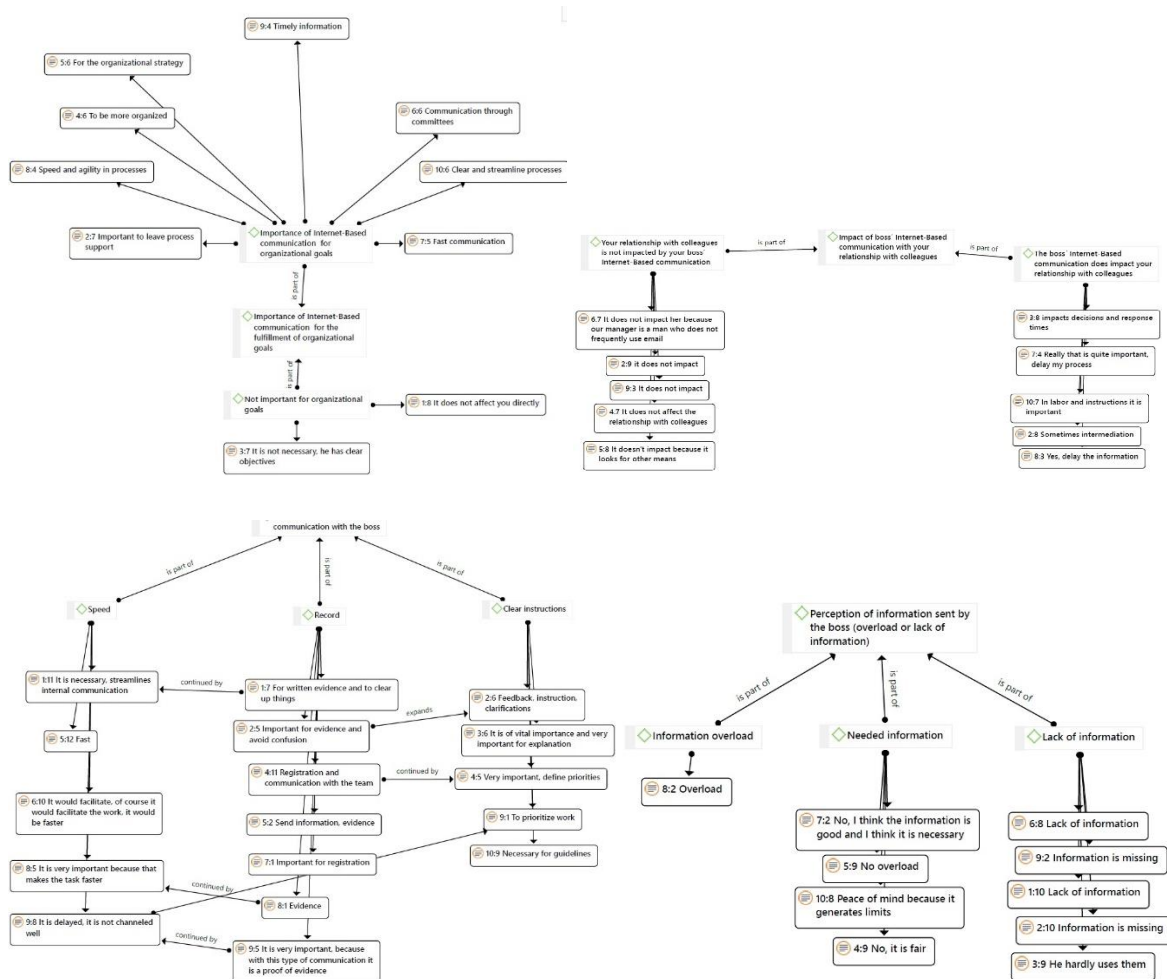 9:4 Timely information
5:6 For the organizational strategy
4:6 To be more organized
6:6 Communication through
committees
8:4 Speed and agility in processes
10:6 Clear and streamline processes
2:7 Important to leave process
support
Importance of Internet-Based
communication for
organizational goals
7:5 Fast communication
is part of
Importance of Internet-Based
communication for the
fulfillment of organizational
goals
is part of
Not important for organizational
goals
1:8 It does not affect you directly
3:7 It is not necessary, he has clear
objectives
Your relationship with colleagues
is not impacted by your boss´
Internet-Based communication
is part of
Impact of boss´ Internet-Based
communication with your
relationship with colleagues
is part of
The boss´ Internet-Based
communication does impact your
relationship with colleagues
6:7 It does not impact her because
our manager is a man who does not
frequently use email
2:9 it does not impact
9:3 It does not impact
4:7 It does not affect the
relationship with colleagues
5:8 It doesn't impact because it
looks for other means
3:8 impacts decisions and response
times
7:4 Really that is quite important,
delay my process
10:7 In labor and instructions it is
important
2:8 Sometimes intermediation
8:3 Yes, delay the information
communication with the boss
is part of
is part of
is part of
Speed
Record
Clear instructions
1:11 It is necessary, streamlines
internal communication
5:12 Fast
6:10 It would facilitate, of course it
would facilitate the work, it would
be faster
8:5 It is very important because that
makes the task faster
9:8 It is delayed, it is not channeled
well
continued by
1:7 For written evidence and to clear
up things
2:5 Important for evidence and
avoid confusion
expands
4:11 Registration and
communication with the team
continued by
5:2 Send information, evidence
7:1 Important for registration
continued by
8:1 Evidence
continued by
9:5 It is very important, because
with this type of communication it
is a proof of evidence
2:6 Feedback, instruction,
clarifications
3:6 It is of vital importance and very
important for explanation
4:5 Very important, define priorities
9:1 To prioritize work
10:9 Necessary for guidelines
Perception of information sent by
the boss (overload or lack of
information)
is part of
is part of
is part of
Information overload
Needed information
Lack of information
8:2 Overload
7:2 No, I think the information is
good and I think it is necessary
5:9 No overload
10:8 Peace of mind because it
generates limits
4:9 No, it is fair
6:8 Lack of information
9:2 Information is missing
1:10 Lack of information
2:10 Information is missing
3:9 He hardly uses them